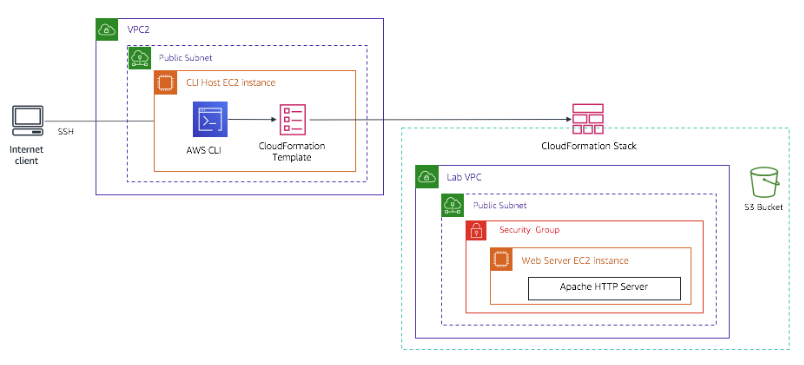 VPC2
Public Subnet
CLI Host EC2 instance
SSH
Internet
client
AWS CLI
CloudFormation
Template
CloudFormation Stack
Lab VPC
Public Subnet
Security Group
Web Server EC2 instance
Apache HTTP Server
S3 Bucket